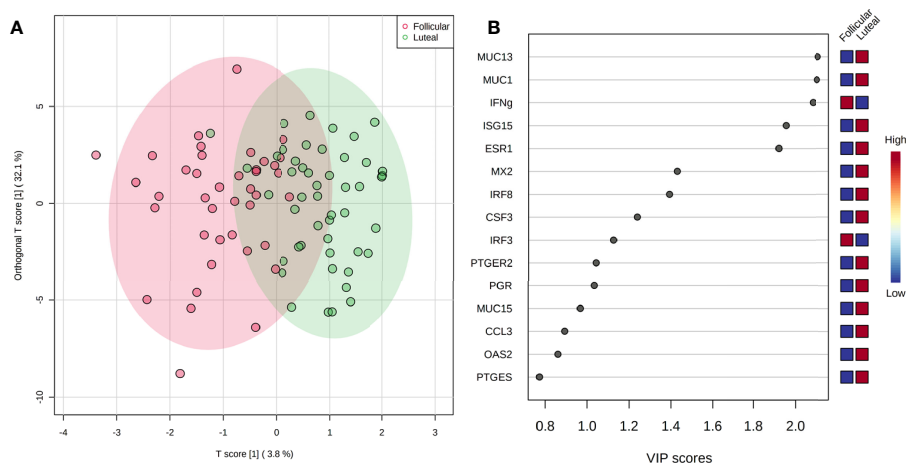 A
Follicular
Luteal
Orthogonal T score [1] ( 32.1 %)
5
0
-5
-10
-4
-3
-2
-1
0
1
2
3
T score [1] ( 3.8 %)
B
Follicular
Luteal
MUC13
MUC1
IFNg
ISG15
ESR1
MX2
IRF8
CSF3
IRF3
PTGER2
PGR
MUC15
CCL3
OAS2
PTGES
0.8
1.0
1.2
1.4
1.6
1.8
2.0
VIP scores
High
Low